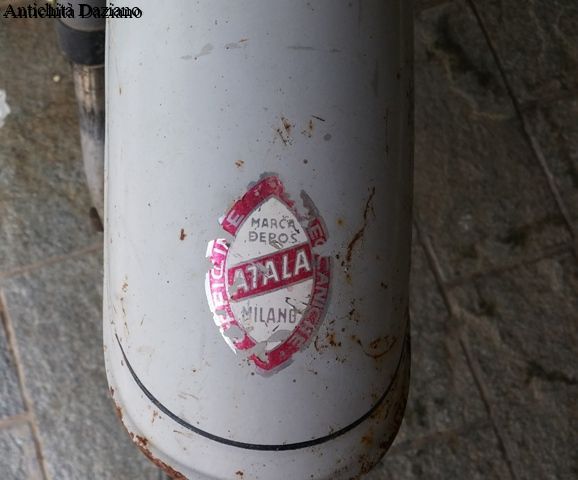 Antichità Daziano
MARCA
DEPOS
ATALA
MILANO